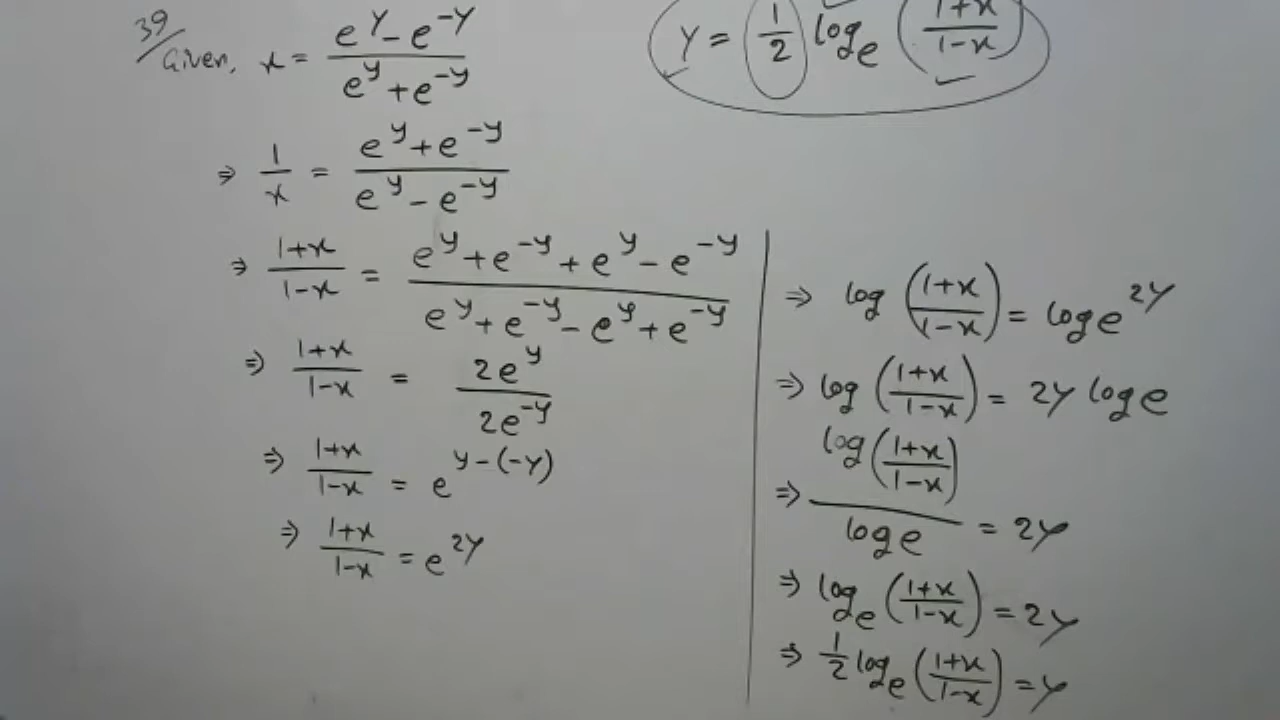 39/
Given, x = (e^y - e^-y)/(e^y + e^-y)
y = 1/2 log_e ((1+x)/(1-x))
⇒ 1/x = (e^y + e^-y)/(e^y - e^-y)
⇒ (1+x)/(1-x) = (e^y + e^-y + e^y - e^-y)/(e^y + e^-y - e^y + e^-y)
⇒ (1+x)/(1-x) = 2e^y/2e^-y
⇒ (1+x)/(1-x) = e^(y-(-y))
⇒ (1+x)/(1-x) = e^2y
⇒ log ((1+x)/(1-x)) = log e^2y
⇒ log ((1+x)/(1-x)) = 2y log e
⇒ log ((1+x)/(1-x)) / log e = 2y
⇒ log_e ((1+x)/(1-x)) = 2y
⇒ 1/2 log_e ((1+x)/(1-x)) = y